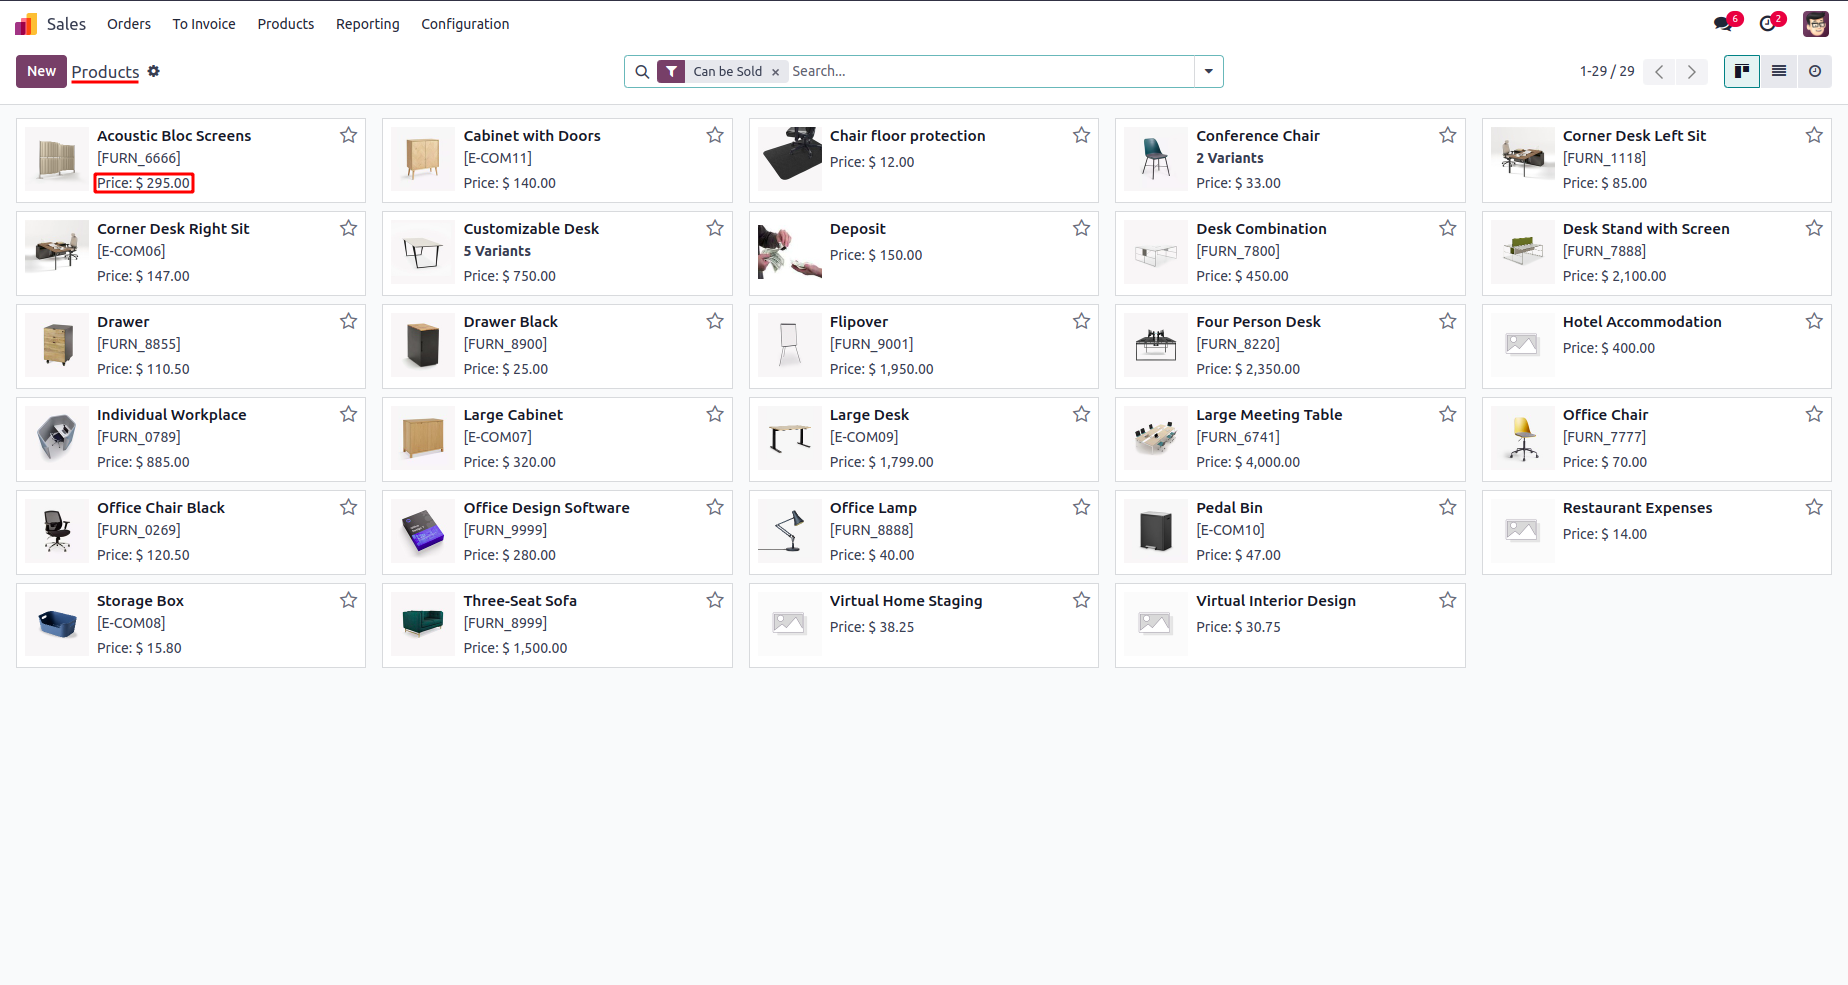 Sales Orders To Invoice Products Reporting Configuration 6 2
New Products Can be Sold × Search... 1-29 / 29
Acoustic Bloc Screens
[FURN_6666]
Price: $ 295.00
Cabinet with Doors
[E-COM11]
Price: $ 140.00
Chair floor protection
Price: $ 12.00
Conference Chair
2 Variants
Price: $ 33.00
Corner Desk Left Sit
[FURN_1118]
Price: $ 85.00
Corner Desk Right Sit
[E-COM06]
Price: $ 147.00
Customizable Desk
5 Variants
Price: $ 750.00
Deposit
Price: $ 150.00
Desk Combination
[FURN_7800]
Price: $ 450.00
Desk Stand with Screen
[FURN_7888]
Price: $ 2,100.00
Drawer
[FURN_8855]
Price: $ 110.50
Drawer Black
[FURN_8900]
Price: $ 25.00
Flipover
[FURN_9001]
Price: $ 1,950.00
Four Person Desk
[FURN_8220]
Price: $ 2,350.00
Hotel Accommodation
Price: $ 400.00
Individual Workplace
[FURN_0789]
Price: $ 885.00
Large Cabinet
[E-COM07]
Price: $ 320.00
Large Desk
[E-COM09]
Price: $ 1,799.00
Large Meeting Table
[FURN_6741]
Price: $ 4,000.00
Office Chair
[FURN_7777]
Price: $ 70.00
Office Chair Black
[FURN_0269]
Price: $ 120.50
Office Design Software
[FURN_9999]
Price: $ 280.00
Office Lamp
[FURN_8888]
Price: $ 40.00
Pedal Bin
[E-COM10]
Price: $ 47.00
Restaurant Expenses
Price: $ 14.00
Storage Box
[E-COM08]
Price: $ 15.80
Three-Seat Sofa
[FURN_8999]
Price: $ 1,500.00
Virtual Home Staging
Price: $ 38.25
Virtual Interior Design
Price: $ 30.75